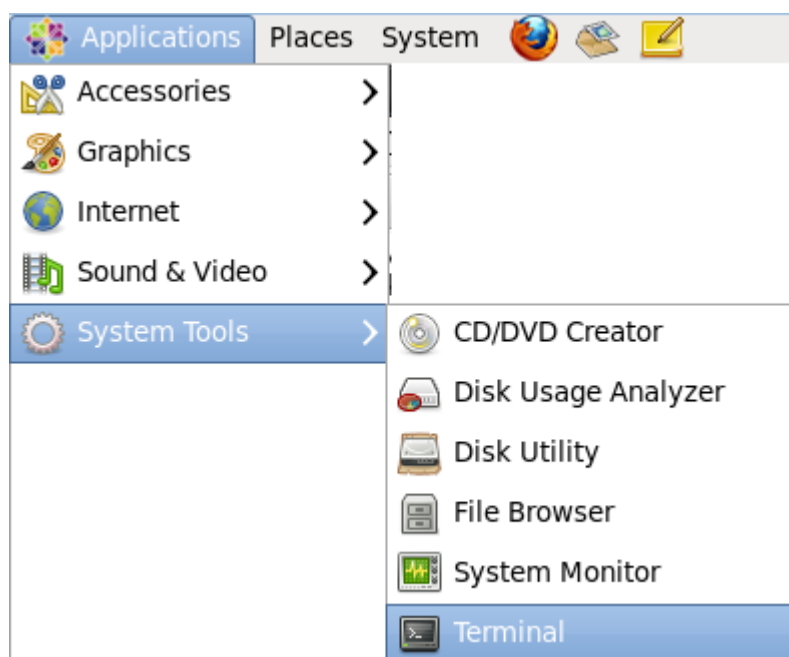 Applications Places System
Accessories
Graphics
Internet
Sound & Video
System Tools
CD/DVD Creator
Disk Usage Analyzer
Disk Utility
File Browser
System Monitor
Terminal